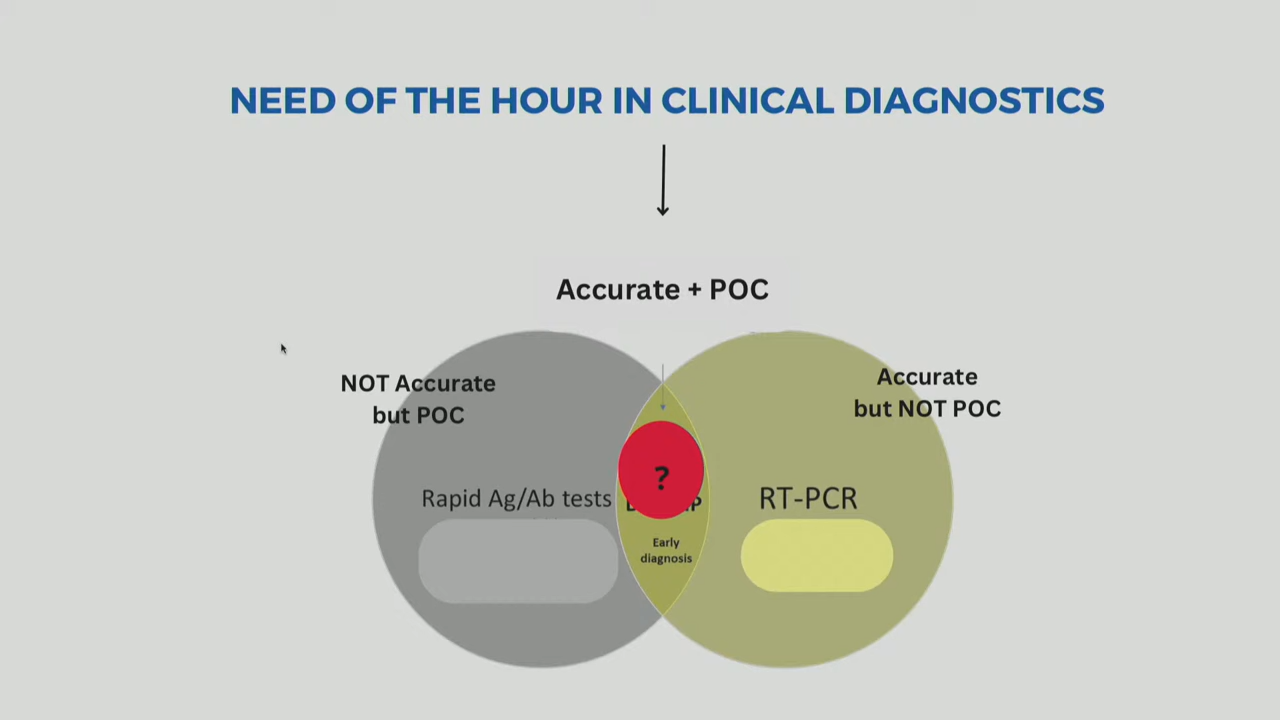 NEED OF THE HOUR IN CLINICAL DIAGNOSTICS
Accurate + POC
NOT Accurate
but POC
Accurate
but NOT POC
Rapid Ag/Ab tests
?
RT-PCR
Early
diagnosis